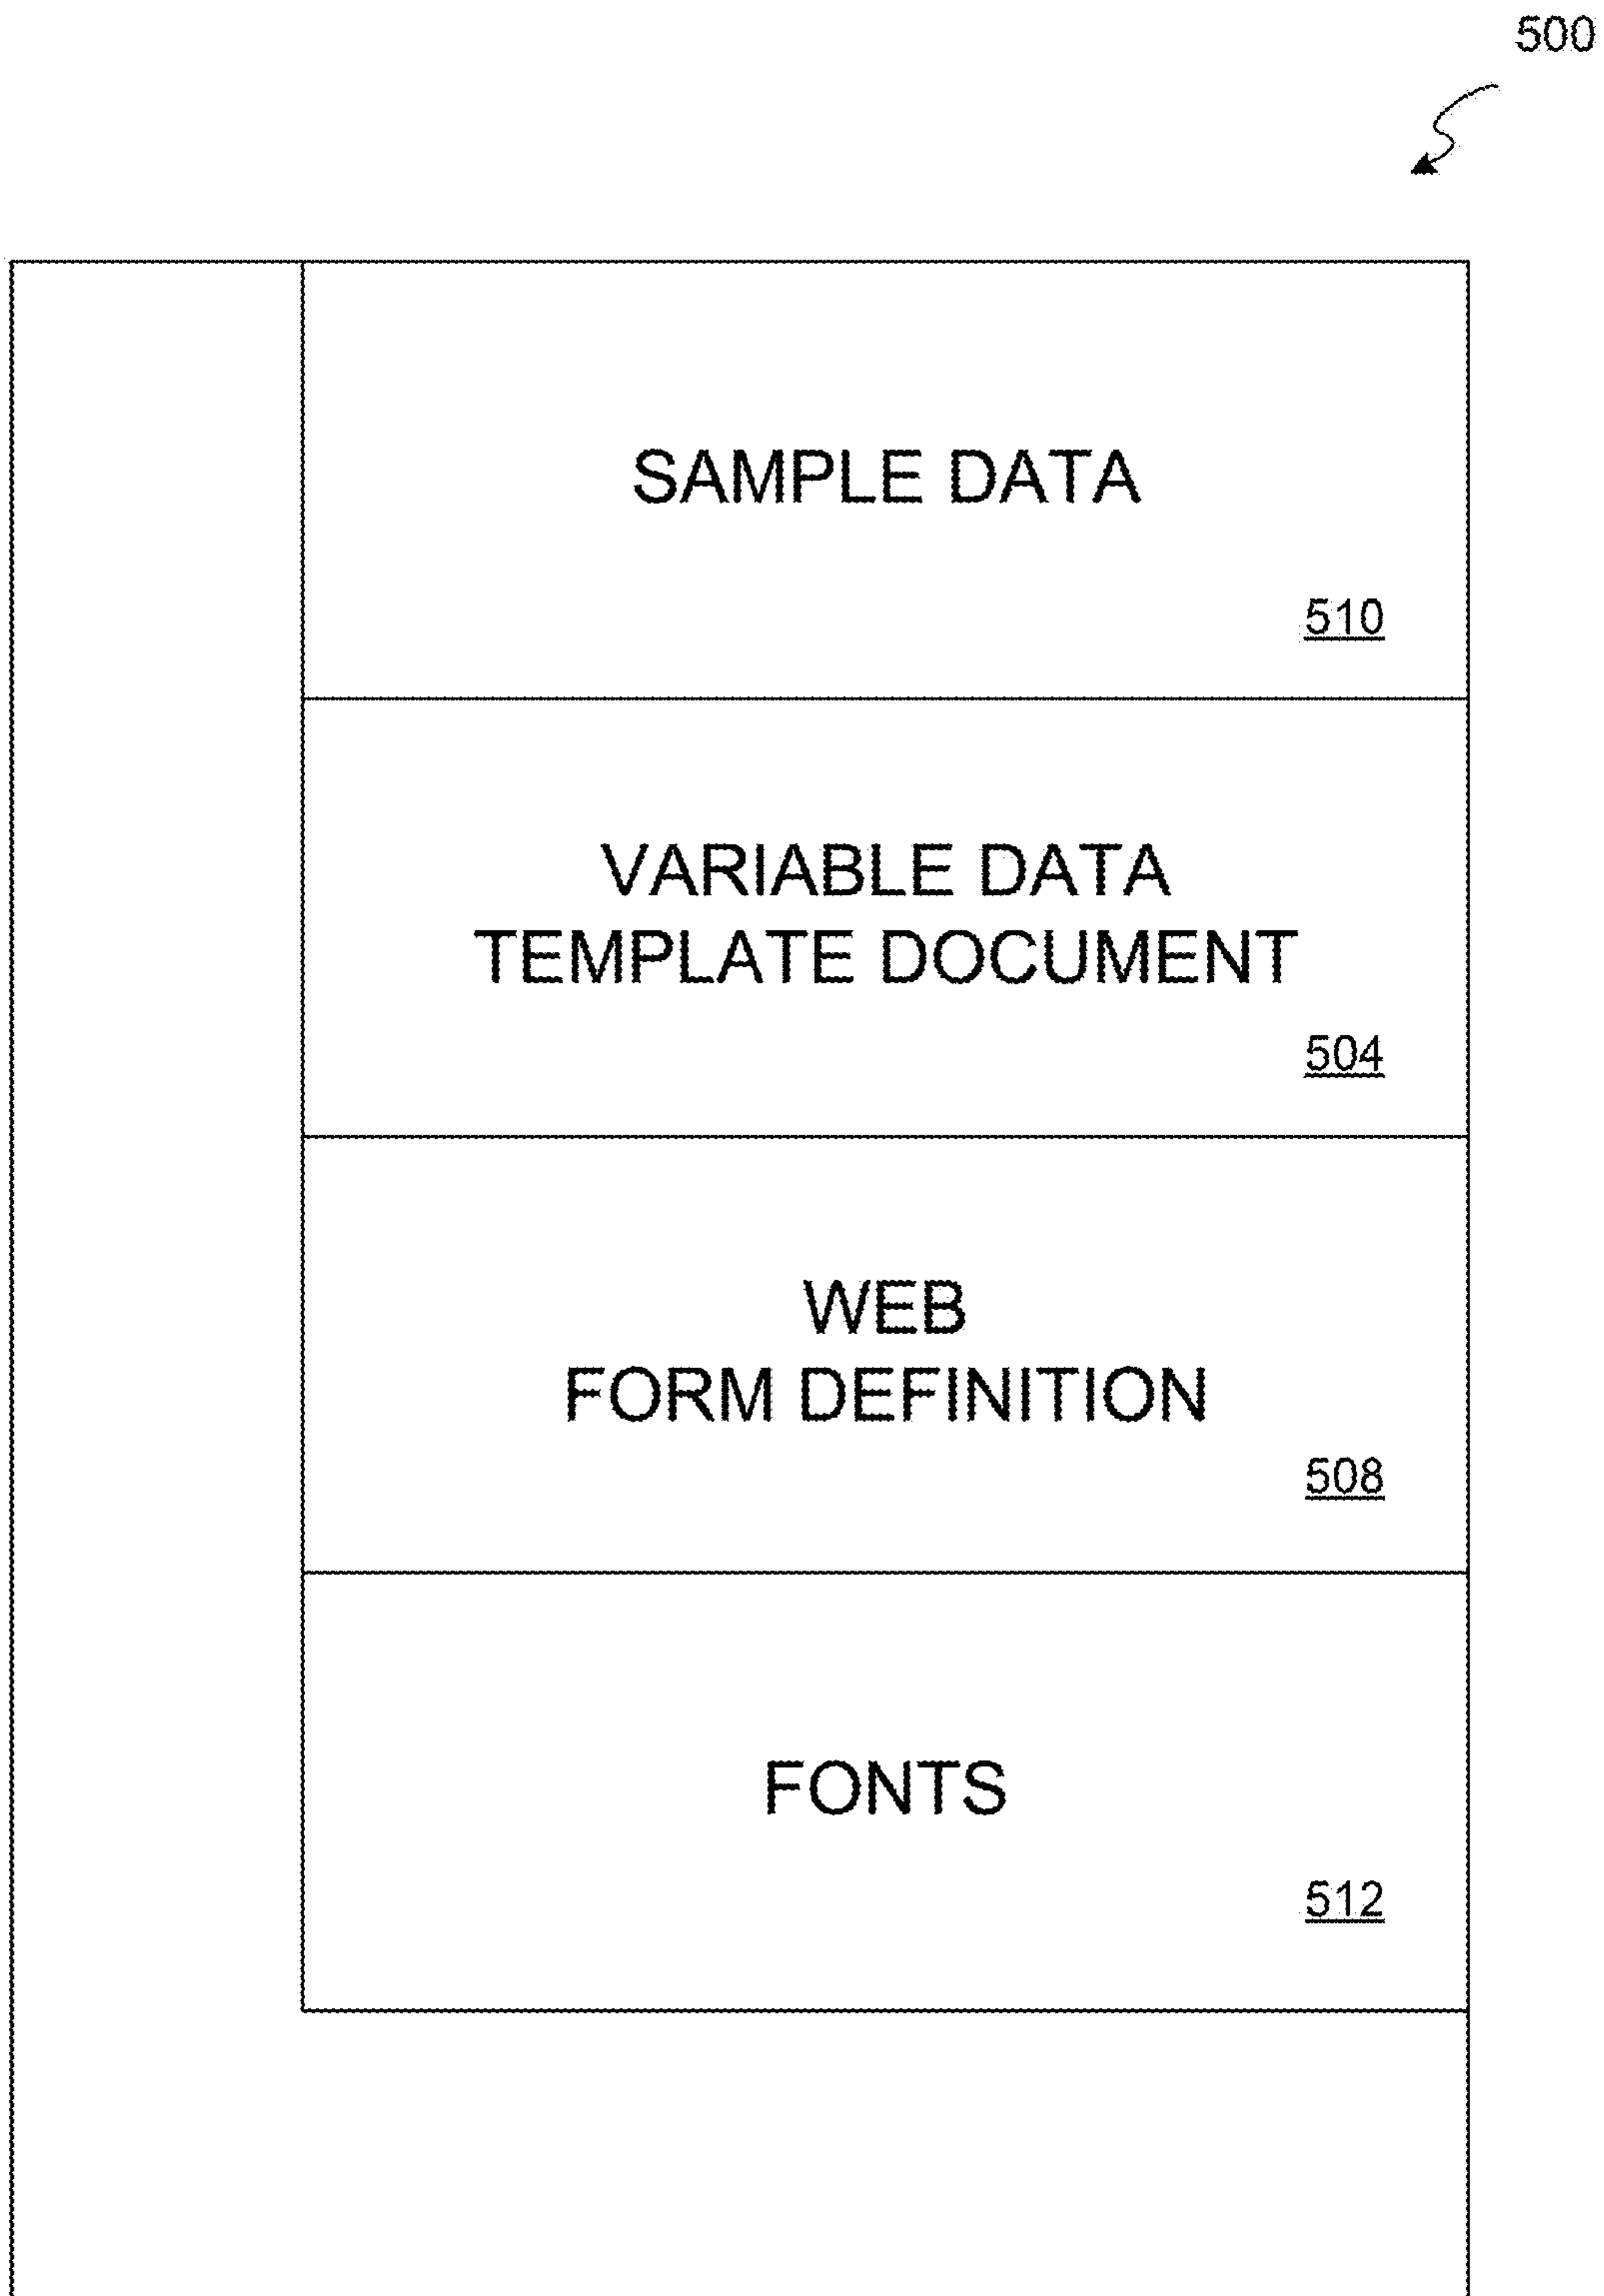 500
SAMPLE DATA
510
VARIABLE DATA
TEMPLATE DOCUMENT
504
WEB
FORM DEFINITION
508
FONTS
512